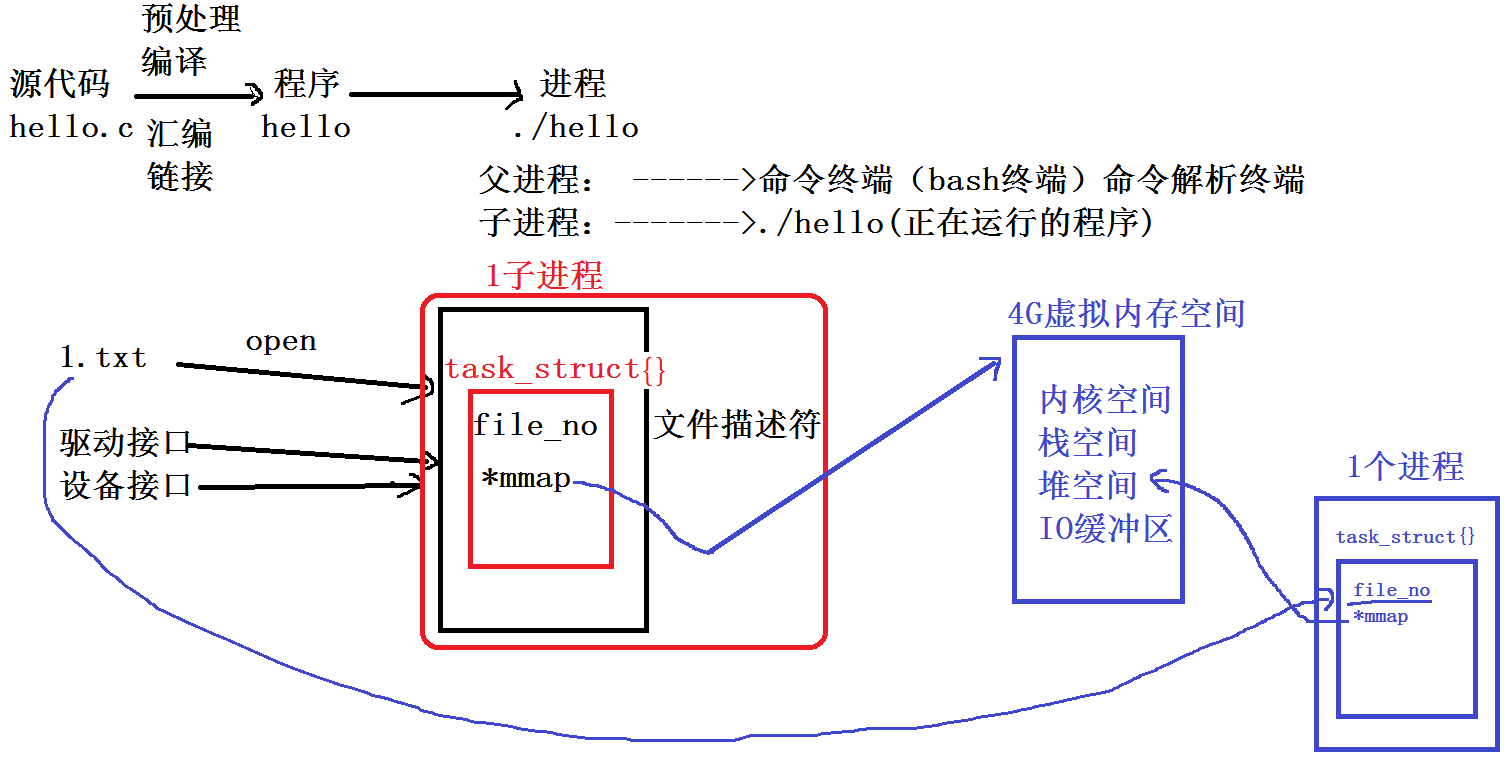 预处理
编译
源代码
程序
进程
hello.c
汇编
链接
hello
./hello
父进程： ------>命令终端（bash终端）命令解析终端
子进程：------->./hello(正在运行的程序)
1子进程
1.txt
open
驱动接口
设备接口
task_struct{}
file_no
*mmap
文件描述符
4G虚拟内存空间
内核空间
栈空间
堆空间
IO缓冲区
1个进程
task_struct{}
file_no
*mmap